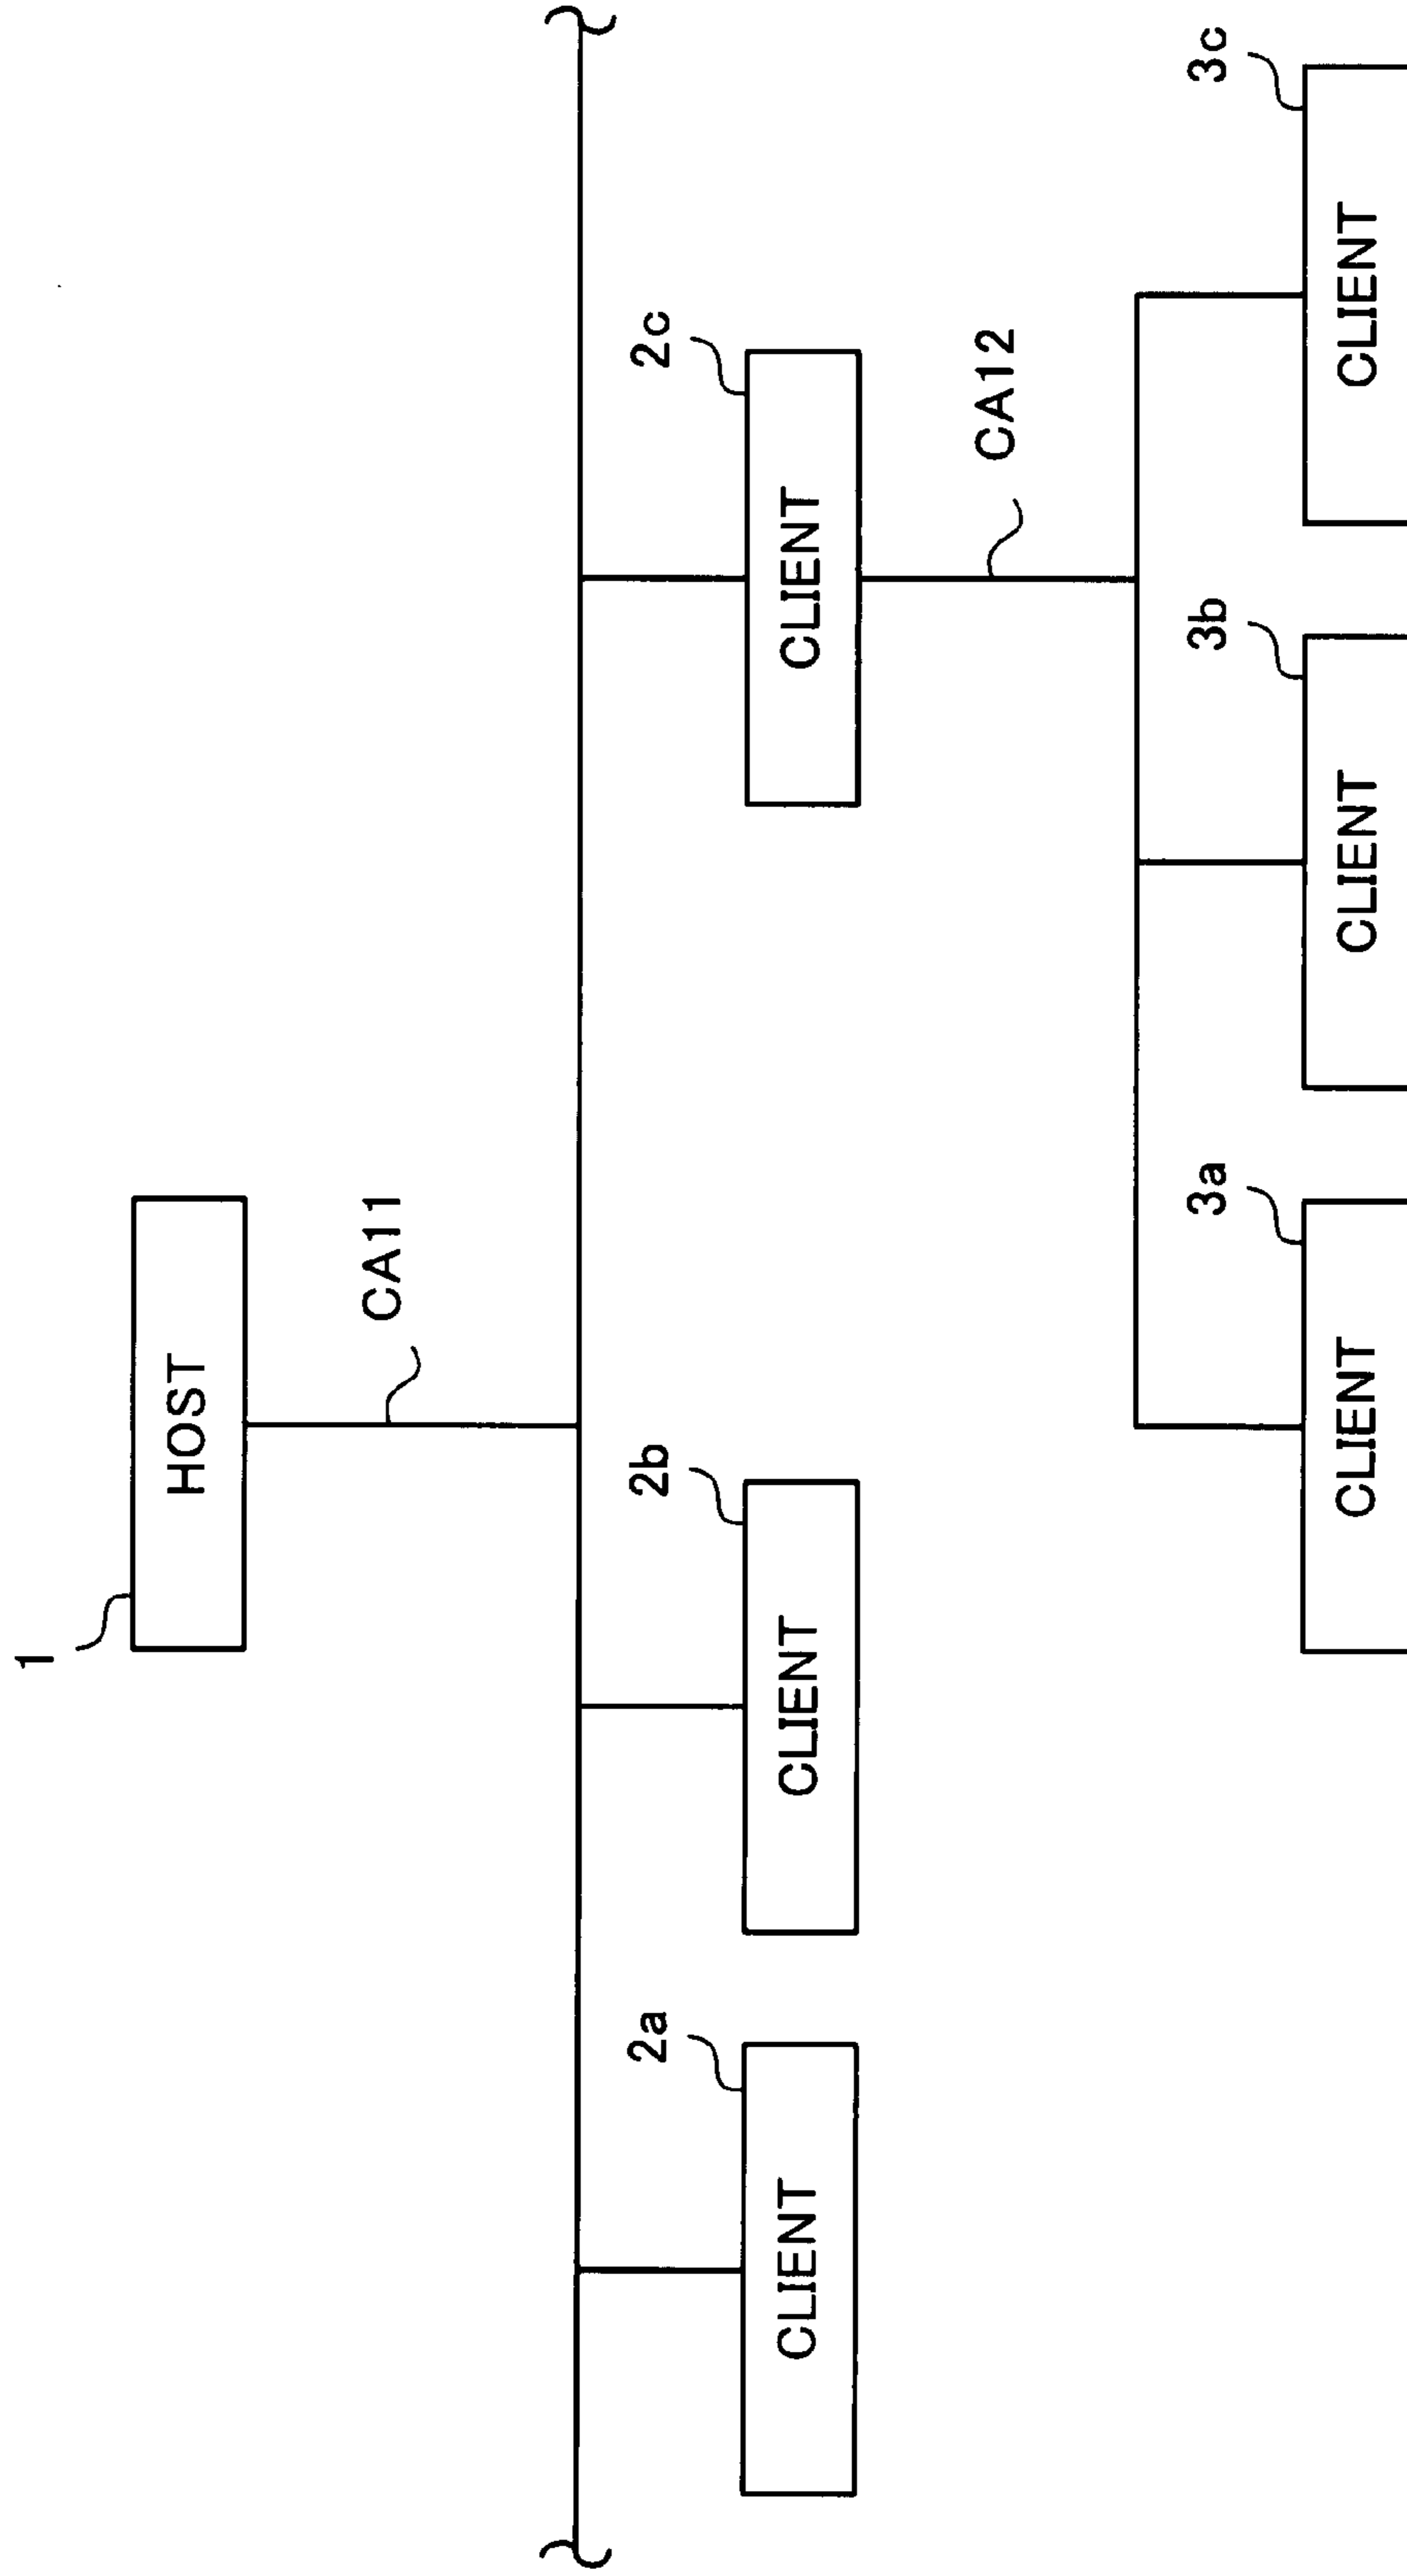 1
HOST
CA11
2a
2b
2c
CLIENT
CLIENT
CLIENT
CA12
3a
3b
3c
CLIENT
CLIENT
CLIENT